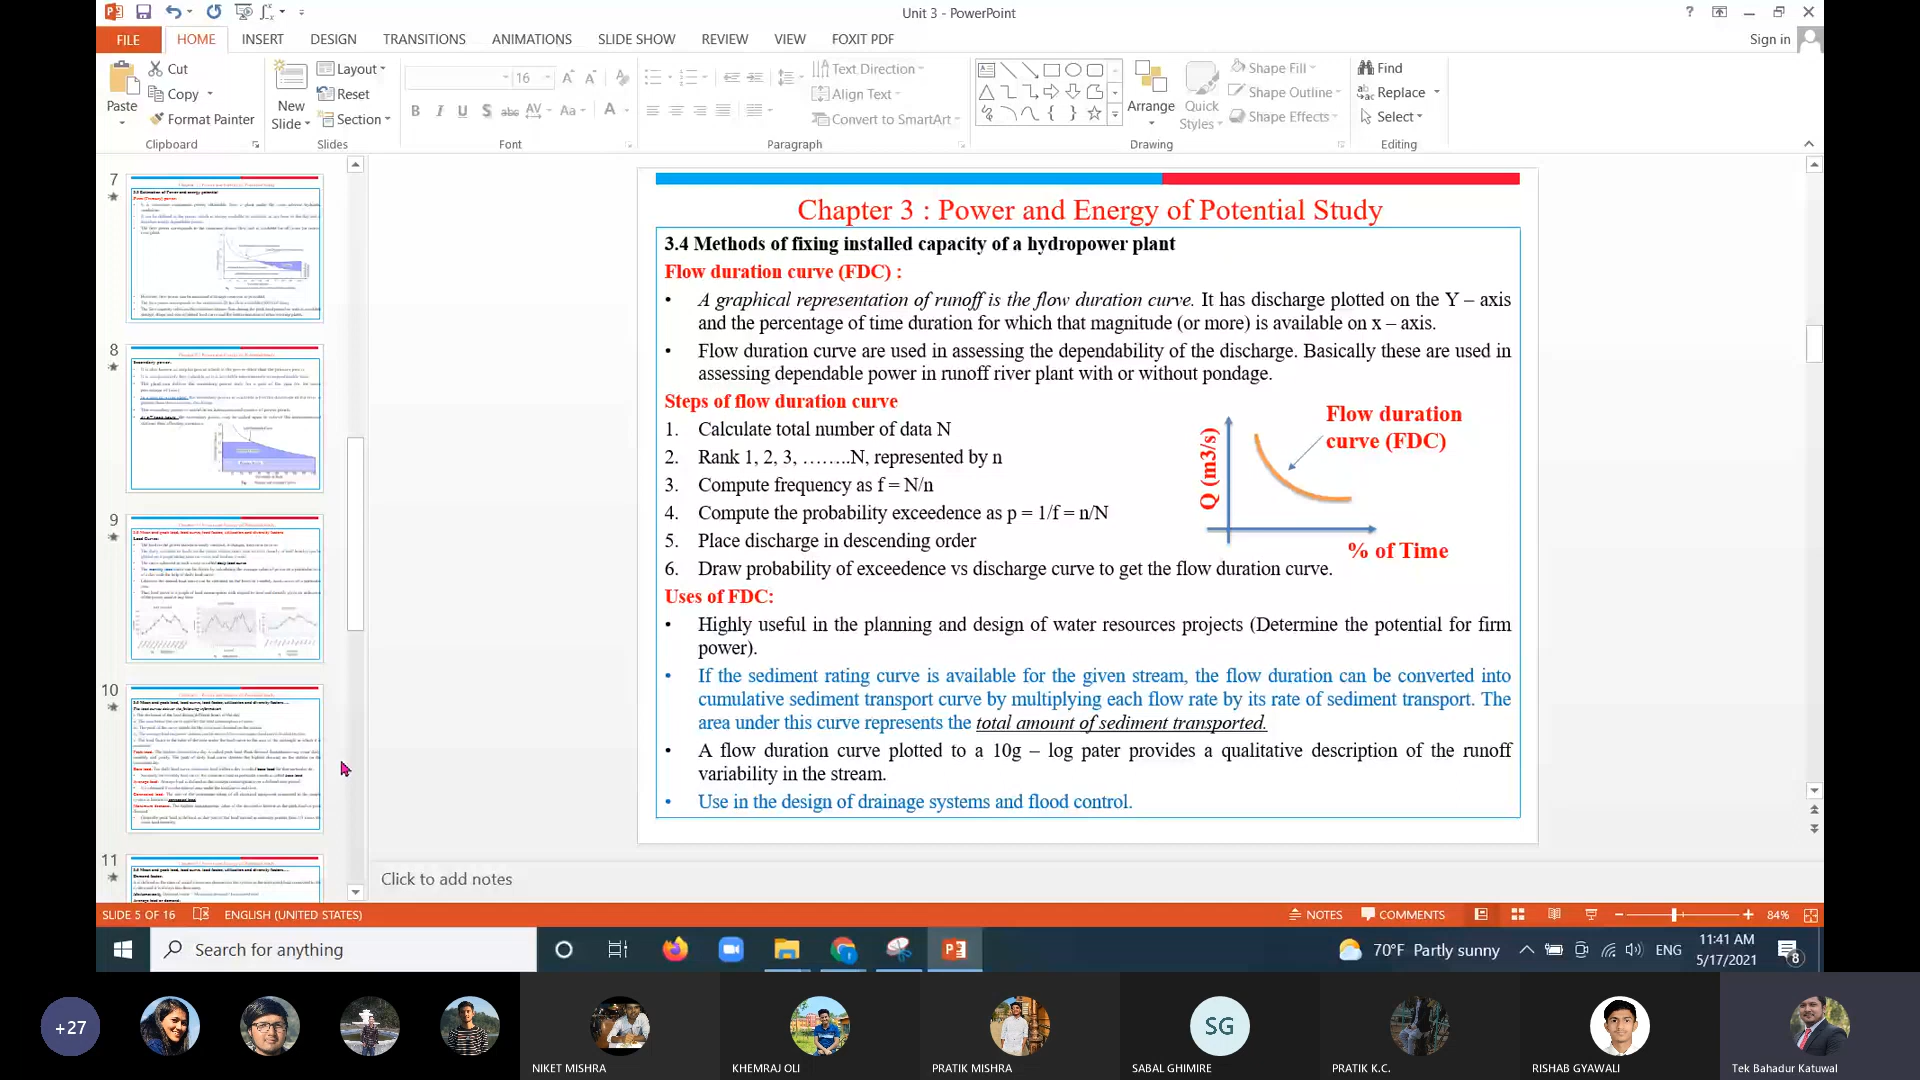 Unit 3 - PowerPoint
?
FILE
HOME
INSERT
DESIGN
TRANSITIONS
ANIMATIONS
SLIDE SHOW
REVIEW
VIEW
FOXIT PDF
Sign in
Paste
Cut
Copy
Format Painter
Clipboard
New
Slide
Layout
Reset
Section
Slides
16
B I U S abc AV Aa A
Font
Text Direction
Align Text
Convert to SmartArt
Paragraph
Arrange
Quick
Styles
Shape Fill
Shape Outline
Shape Effects
Drawing
Find
Replace
Select
Editing
7
8
9
10
11
Chapter 3 : Power and Energy of Potential Study
3.4 Methods of fixing installed capacity of a hydropower plant
Flow duration curve (FDC) :
• A graphical representation of runoff is the flow duration curve. It has discharge plotted on the Y – axis
and the percentage of time duration for which that magnitude (or more) is available on x – axis.
• Flow duration curve are used in assessing the dependability of the discharge. Basically these are used in
assessing dependable power in runoff river plant with or without pondage.
Steps of flow duration curve
1. Calculate total number of data N
2. Rank 1, 2, 3, ……..N, represented by n
3. Compute frequency as f = N/n
4. Compute the probability exceedence as p = 1/f = n/N
5. Place discharge in descending order
6. Draw probability of exceedence vs discharge curve to get the flow duration curve.
Flow duration
curve (FDC)
Q (m3/s)
% of Time
Uses of FDC:
• Highly useful in the planning and design of water resources projects (Determine the potential for firm
power).
• If the sediment rating curve is available for the given stream, the flow duration can be converted into
cumulative sediment transport curve by multiplying each flow rate by its rate of sediment transport. The
area under this curve represents the total amount of sediment transported.
• A flow duration curve plotted to a 10g – log pater provides a qualitative description of the runoff
variability in the stream.
• Use in the design of drainage systems and flood control.
Click to add notes
SLIDE 5 OF 16
ENGLISH (UNITED STATES)
NOTES
COMMENTS
84%
Search for anything
70°F Partly sunny
ENG
11:41 AM
5/17/2021
8
+27
SG
NIKET MISHRA
KHEMRAJ OLI
PRATIK MISHRA
SABAL GHIMIRE
PRATIK K.C.
RISHAB GYAWALI
Tek Bahadur Katuwal